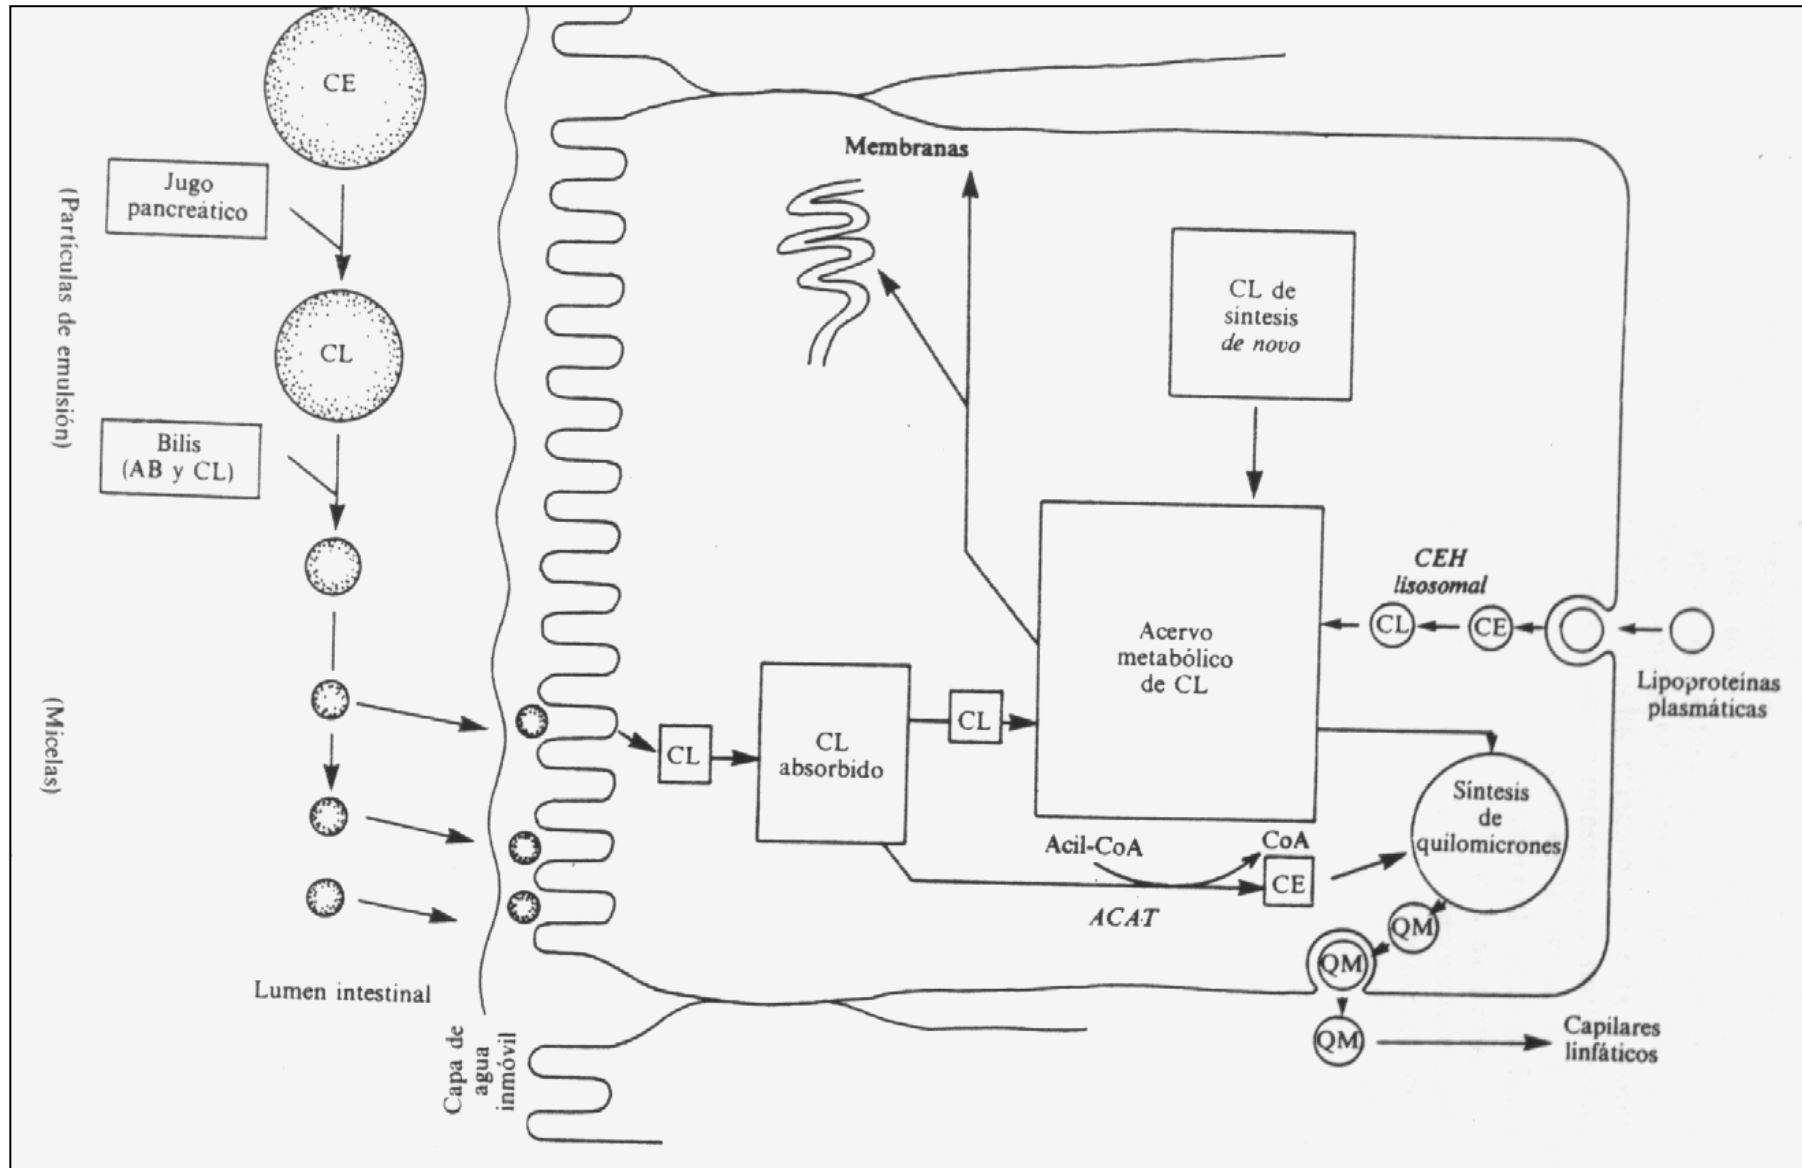 CE
Jugo
pancreático
(Partículas de emulsión)
CL
Bilis
(AB y CL)
(Micelas)
Lumen intestinal
Capa de
agua
inmóvil
Membranas
CL de
síntesis
de novo
CEH
lisosomal
CL
CE
Lipoproteínas
plasmáticas
Acervo
metabólico
de CL
CL
CL
absorbido
CL
Acil-CoA
CoA
CE
ACAT
Síntesis
de
quilomicrones
QM
QM
QM
Capilares
linfáticos